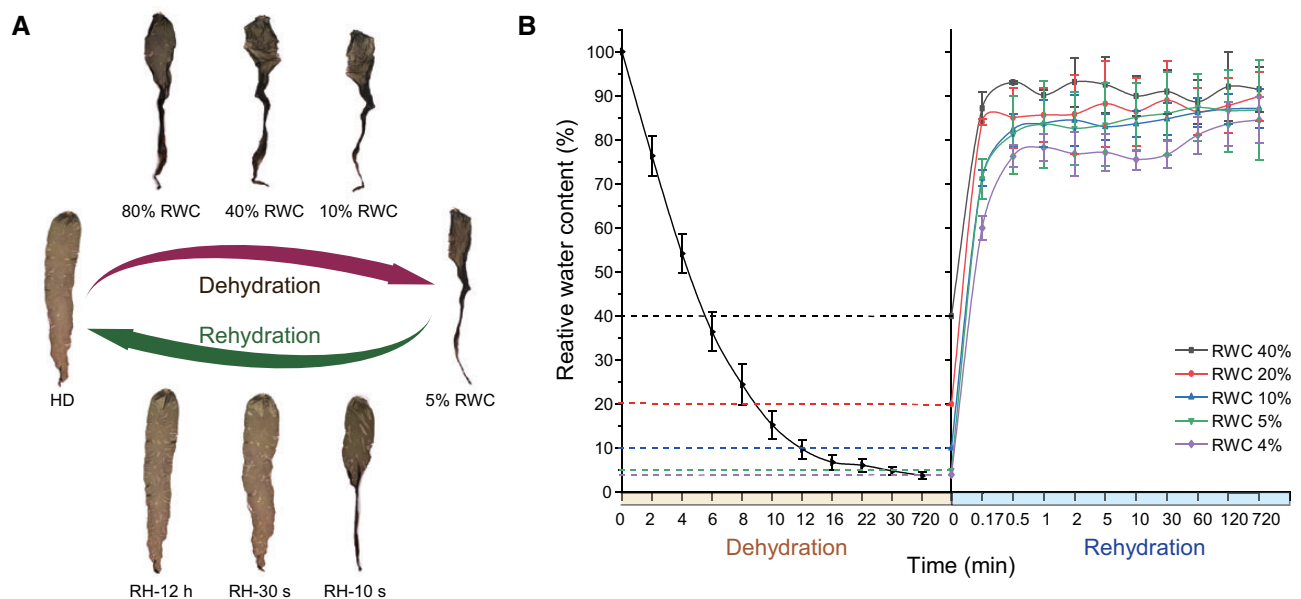 A
80% RWC
40% RWC
10% RWC
Dehydration
Rehydration
HD
5% RWC
RH-12 h
RH-30 s
RH-10 s
B
Reative water content (%)
100
90
80
70
60
50
40
30
20
10
0
RWC 40%
RWC 20%
RWC 10%
RWC 5%
RWC 4%
0 2 4 6 8 10 12 16 22 30 720
0 0.17 0.5 1 2 5 10 30 60 120 720
Dehydration
Rehydration
Time (min)